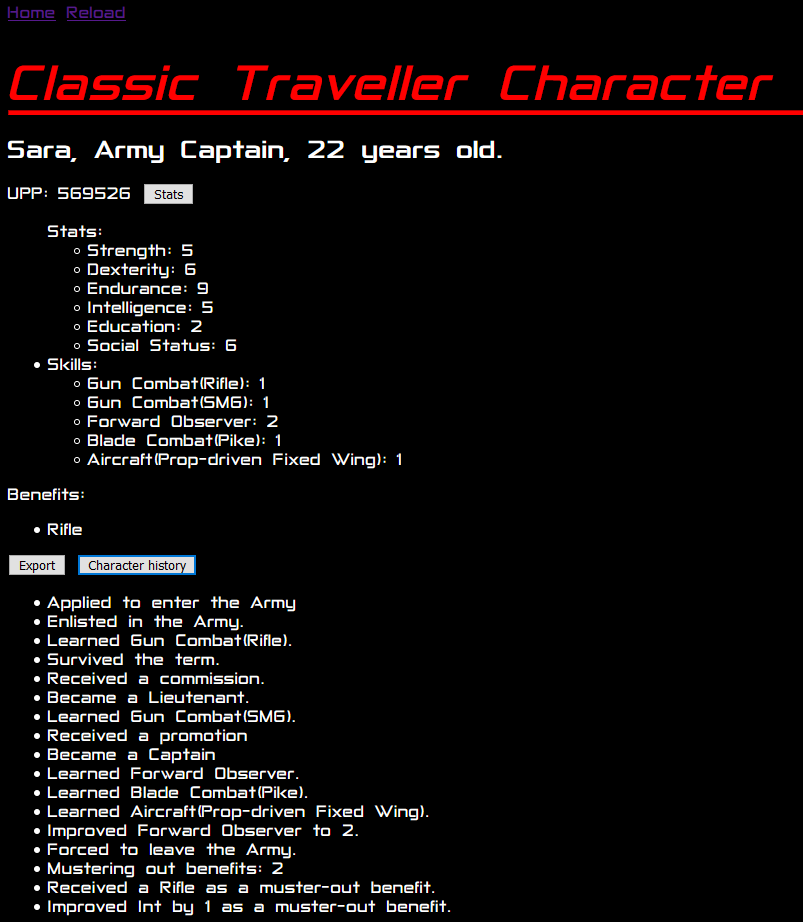 Home Reload
Classic Traveller Character
Sara, Army Captain, 22 years old.
UPP: 569526 Stats
Stats:
Strength: 5
Dexterity: 6
Endurance: 9
Intelligence: 5
Education: 2
Social Status: 6
Skills:
Gun Combat(Rifle): 1
Gun Combat(SMG): 1
Forward Observer: 2
Blade Combat(Pike): 1
Aircraft(Prop-driven Fixed Wing): 1
Benefits:
Rifle
Export Character history
Applied to enter the Army
Enlisted in the Army.
Learned Gun Combat(Rifle).
Survived the term.
Received a commission.
Became a Lieutenant.
Learned Gun Combat(SMG).
Received a promotion
Became a Captain
Learned Forward Observer.
Learned Blade Combat(Pike).
Learned Aircraft(Prop-driven Fixed Wing).
Improved Forward Observer to 2.
Forced to leave the Army.
Mustering out benefits: 2
Received a Rifle as a muster-out benefit.
Improved Int by 1 as a muster-out benefit.